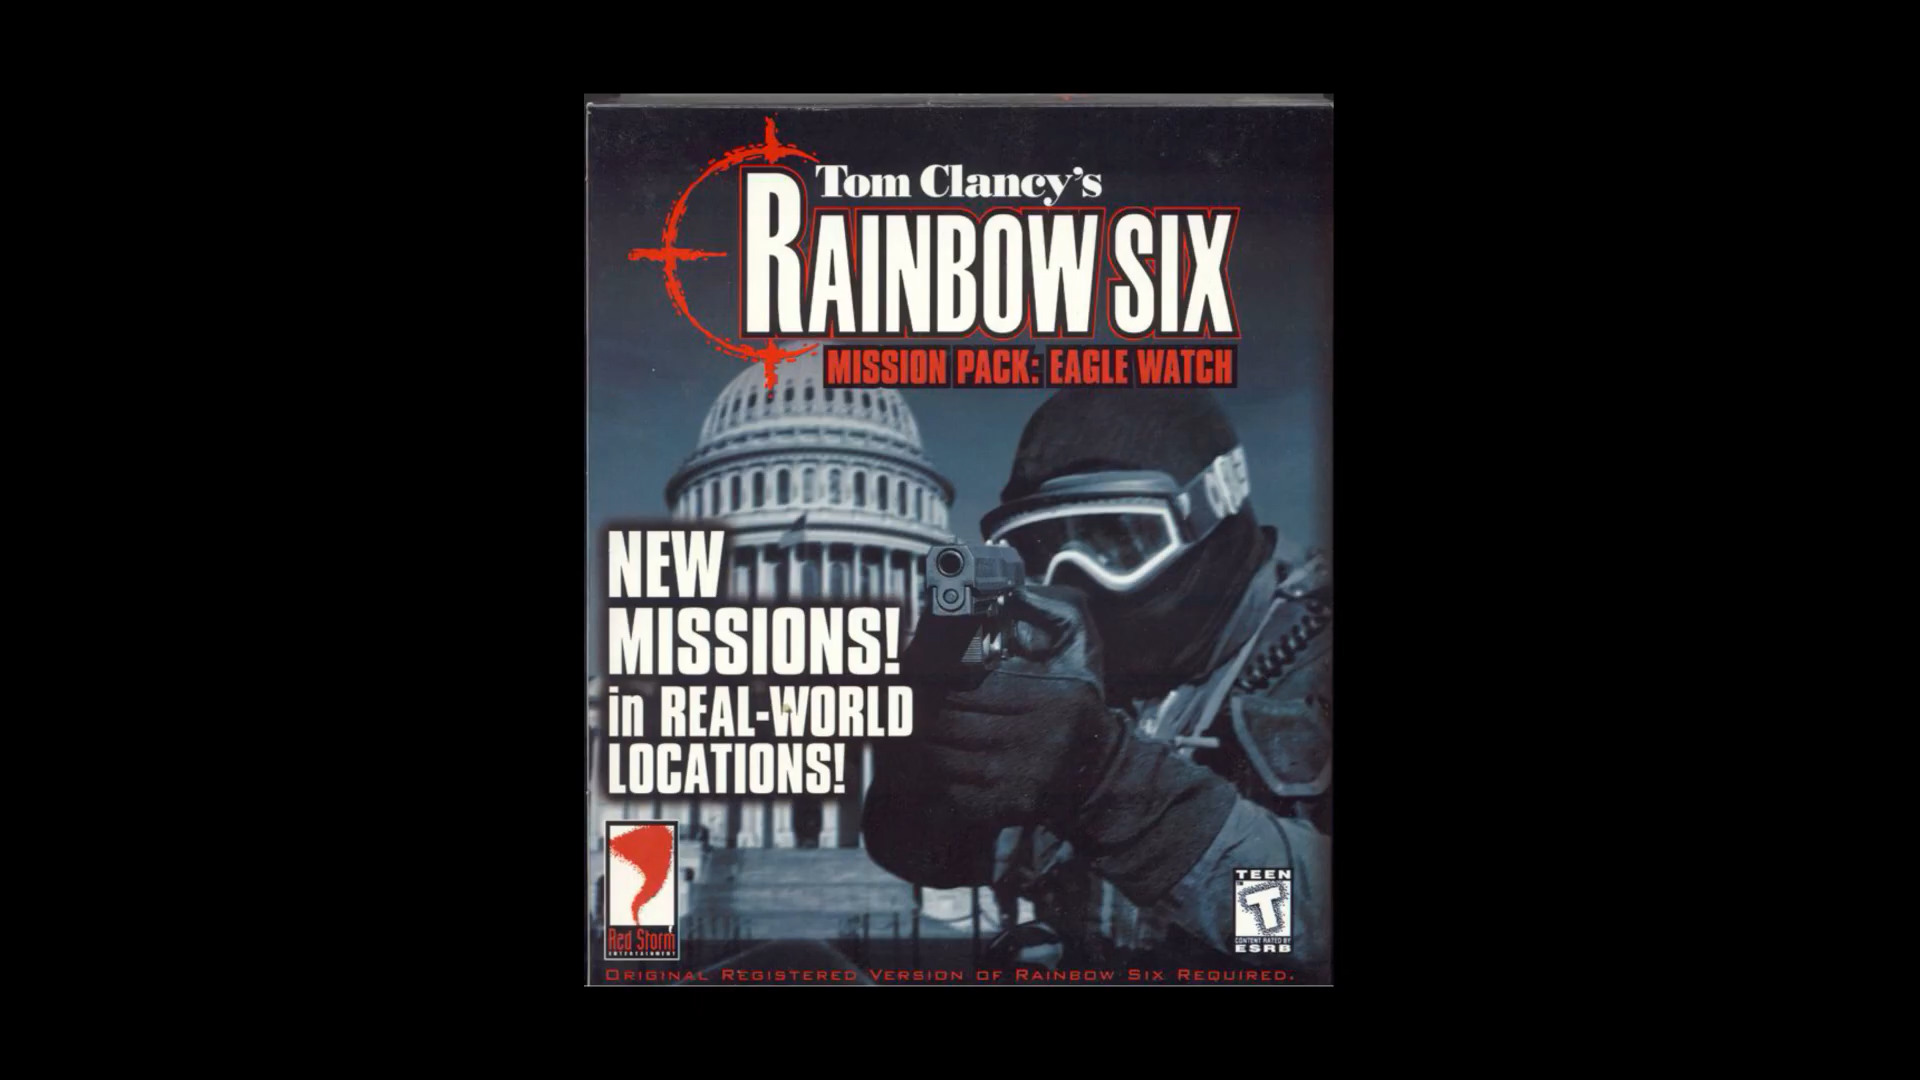 Tom Clancy's
RAINBOW SIX
MISSION PACK: EAGLE WATCH
NEW
MISSIONS!
in REAL-WORLD
LOCATIONS!
Red Storm
ENTERTAINMENT
TEEN
T
CONTENT RATED BY
ESRB
ORIGINAL REGISTERED VERSION OF RAINBOW SIX REQUIRED.